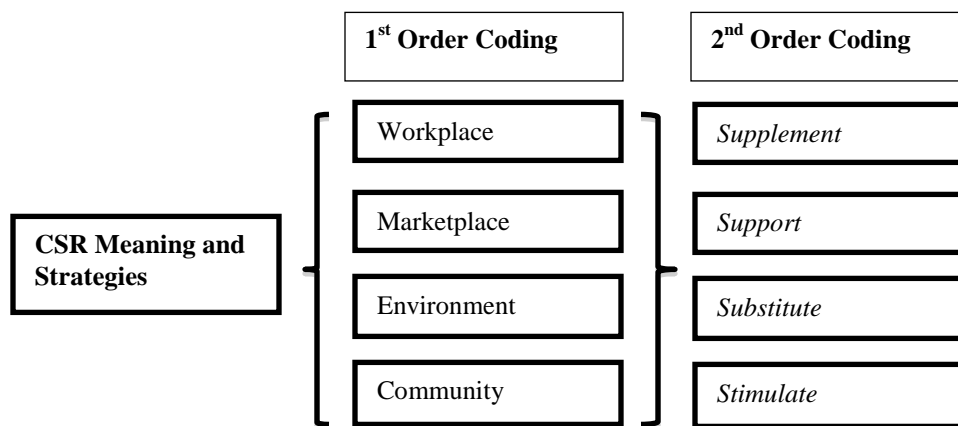 1st Order Coding
2nd Order Coding
Workplace
Supplement
Marketplace
Support
CSR Meaning and
Strategies
Environment
Substitute
Community
Stimulate